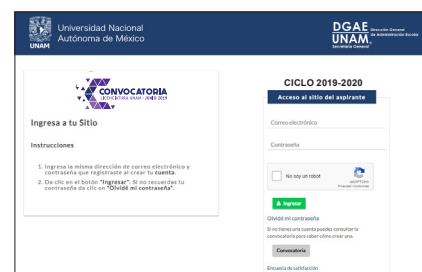 UNAM
Universidad Nacional
Autónoma de México
DGAE
UNAM
Secretaría General
Dirección General
de Administración Escolar
CONVOCATORIA
LICENCIATURA UNAM - JUNIO 2019
Ingresa a tu Sitio
Instrucciones
1. Ingresa la misma dirección de correo electrónico y
contraseña que registraste al crear tu cuenta.
2. Da clic en el botón "Ingresar". Si no recuerdas tu
contraseña da clic en "Olvidé mi contraseña".
CICLO 2019-2020
Acceso al sitio del aspirante
Correo electrónico
Contraseña
No soy un robot
reCAPTCHA
Privacidad - Condiciones
Ingresar
Olvidé mi contraseña
Si no tienes una cuenta puedes consultar la
convocatoria para saber cómo crear una.
Convocatoria
Encuesta de satisfacción